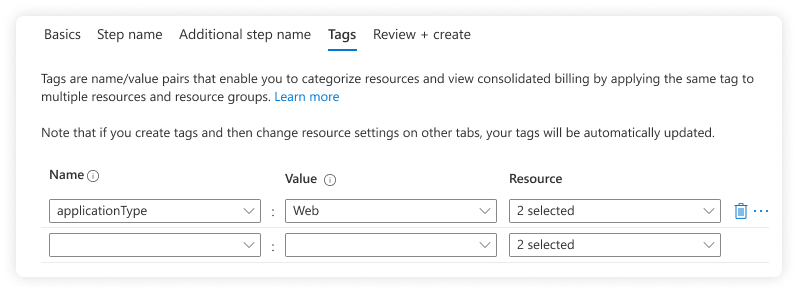 Basics Step name Additional step name Tags Review + create
Tags are name/value pairs that enable you to categorize resources and view consolidated billing by applying the same tag to
multiple resources and resource groups. Learn more
Note that if you create tags and then change resource settings on other tabs, your tags will be automatically updated.
Name Value Resource
applicationType : Web 2 selected
: 2 selected